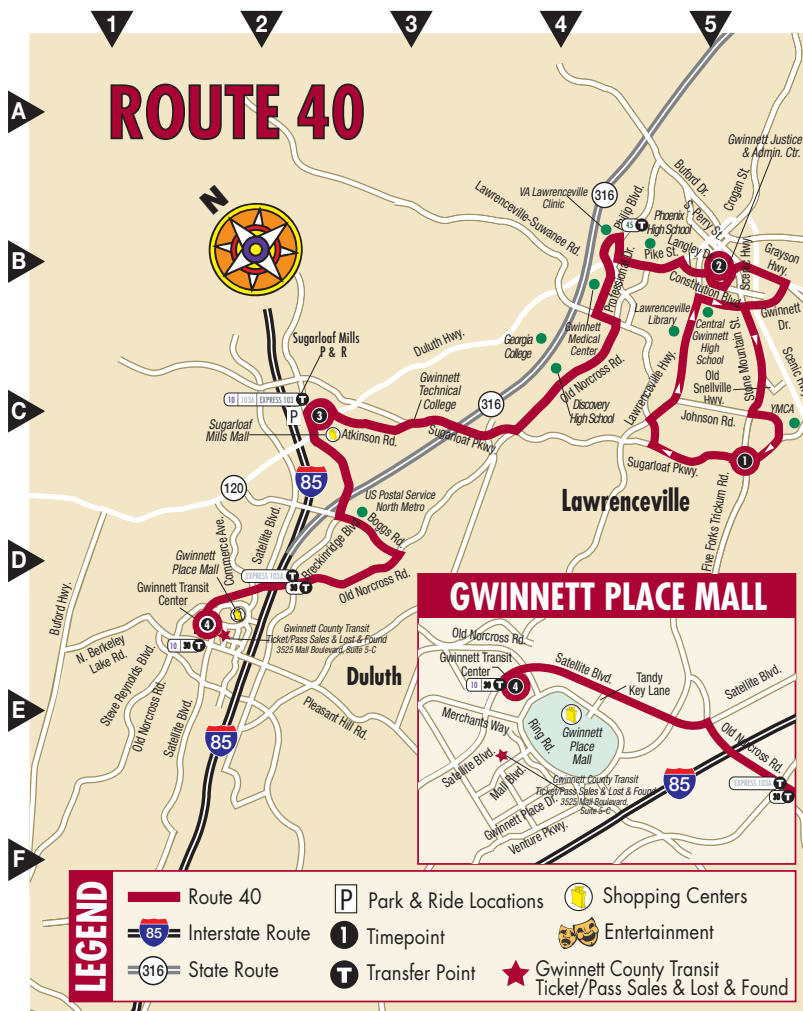 1 2 3 4 5
A
B
C
D
E
F
ROUTE 40
N
Gwinnett Justice
& Admin. Ctr.
Crogan St.
Buford Dr.
S. Perry St.
VA Lawrenceville
Clinic
316
Philip Blvd.
Phoenix
High School
Lawrenceville-Suwanee Rd.
45 T
Langley Dr.
Pike St.
2
Scenic Hwy.
Grayson
Hwy.
Professional Dr.
Constitution Blvd.
Gwinnett
Dr.
Lawrenceville
Library
Central
Gwinnett
High
School
Stone Mountain St.
Gwinnett
Medical
Center
Georgia
College
Duluth Hwy.
Sugarloaf Mills
P & R
Old Norcross Rd.
Lawrenceville Hwy.
Old
Snellville
Hwy.
Scenic Hwy.
Gwinnett
Technical
College
Discovery
High School
10 103A EXPRESS 103 T
P
3
316
Johnson Rd.
YMCA
Sugarloaf
Mills Mall
Atkinson Rd.
Sugarloaf Pkwy.
Sugarloaf Pkwy.
1
85
120
Lawrenceville
US Postal Service
North Metro
Five Forks Trickum Rd.
Satellite Blvd.
Commerce Ave.
Boggs Rd.
Breckinridge Blvd.
Gwinnett
Place Mall
EXPRESS 103A T
30 T
Old Norcross Rd.
Gwinnett Transit
Center
4
Buford Hwy.
10 30 T
Gwinnett County Transit
Ticket/Pass Sales & Lost & Found
3525 Mall Boulevard, Suite 5-C
N. Berkeley
Lake Rd.
Steve Reynolds Blvd.
Old Norcross Rd.
Satellite Blvd.
Duluth
Pleasant Hill Rd.
85
GWINNETT PLACE MALL
Old Norcross Rd.
Gwinnett Transit
Center
10 30 T
4
Satellite Blvd.
Tandy
Key Lane
Satellite Blvd.
Merchants Way
Ring Rd.
Gwinnett
Place
Mall
Old Norcross Rd.
Satellite Blvd.
Mall Blvd.
Gwinnett County Transit
Ticket/Pass Sales & Lost & Found
3525 Mall Boulevard,
Suite 5-C
85
EXPRESS 103A T
30 T
Gwinnett Place Dr.
Venture Pkwy.
LEGEND
Route 40
85 Interstate Route
316 State Route
P Park & Ride Locations
1 Timepoint
T Transfer Point
Shopping Centers
Entertainment
Gwinnett County Transit
Ticket/Pass Sales & Lost & Found